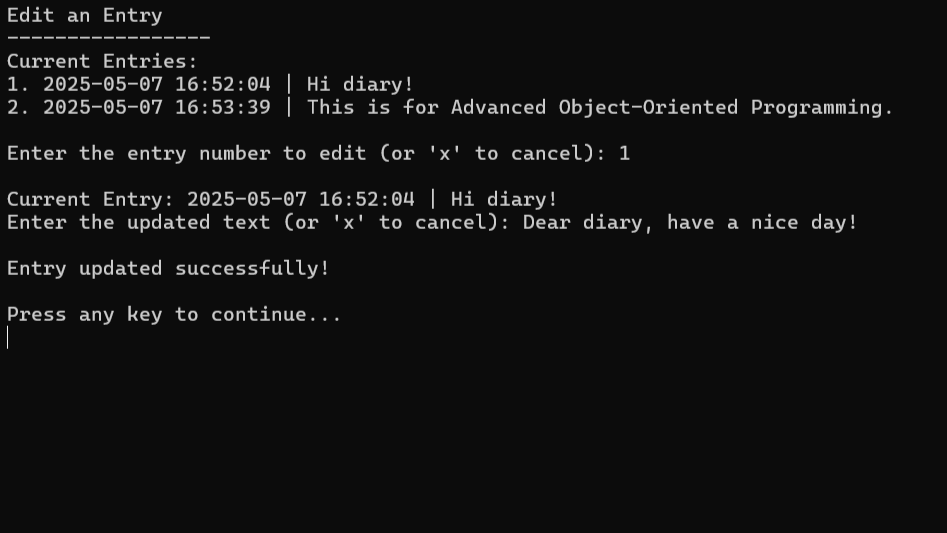 Edit an Entry
-----------------
Current Entries:
1. 2025-05-07 16:52:04 | Hi diary!
2. 2025-05-07 16:53:39 | This is for Advanced Object-Oriented Programming.
Enter the entry number to edit (or 'x' to cancel): 1
Current Entry: 2025-05-07 16:52:04 | Hi diary!
Enter the updated text (or 'x' to cancel): Dear diary, have a nice day!
Entry updated successfully!
Press any key to continue...